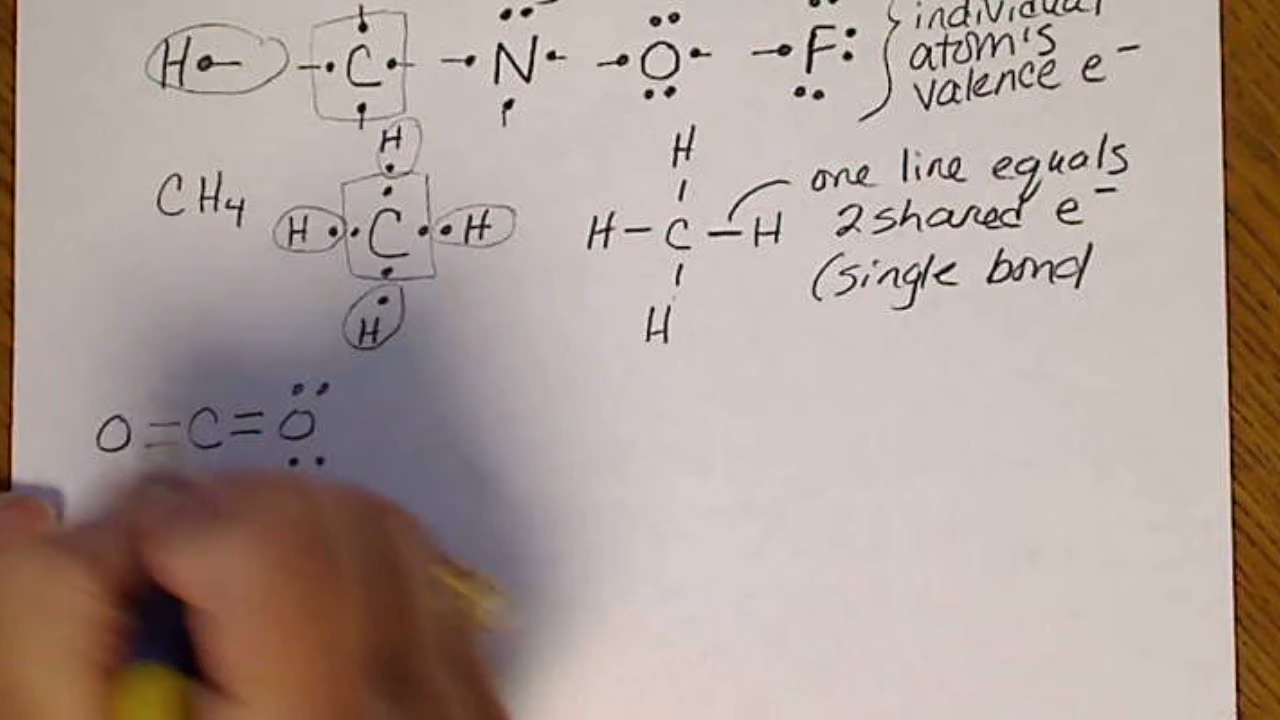 H C N O F individual
atom's
valence e-
CH4
H
H C H
H
H
H-C-H
H
one line equals
2 shared e-
(single bond
O=C=O